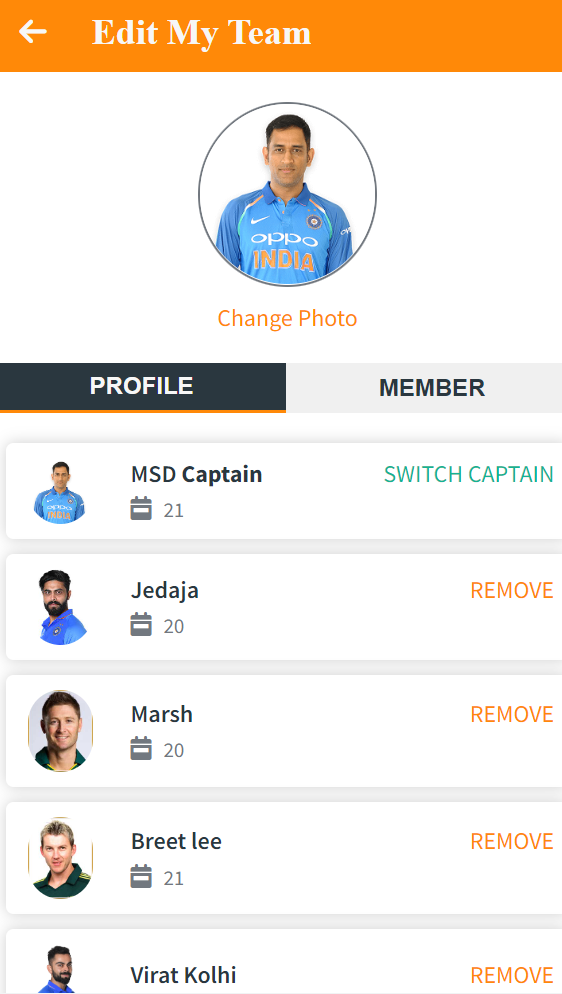 Edit My Team
oppo
INDIA
Change Photo
PROFILE
MEMBER
MSD Captain
SWITCH CAPTAIN
21
Jedaja
REMOVE
20
Marsh
REMOVE
20
Breet lee
REMOVE
21
Virat Kolhi
REMOVE